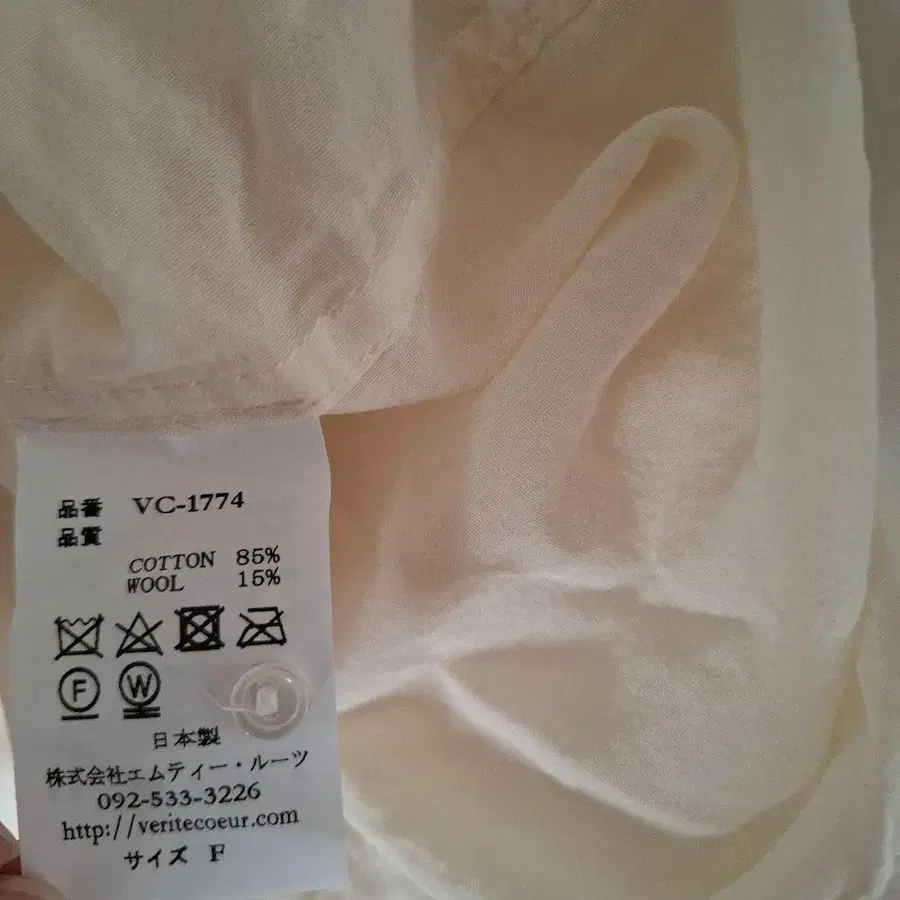 品番 VC-1774
品質
COTTON 85%
WOOL 15%
F W
日本製
株式会社エムティー・ルーツ
092-533-3226
http://veritecoeur.com
サイズ F